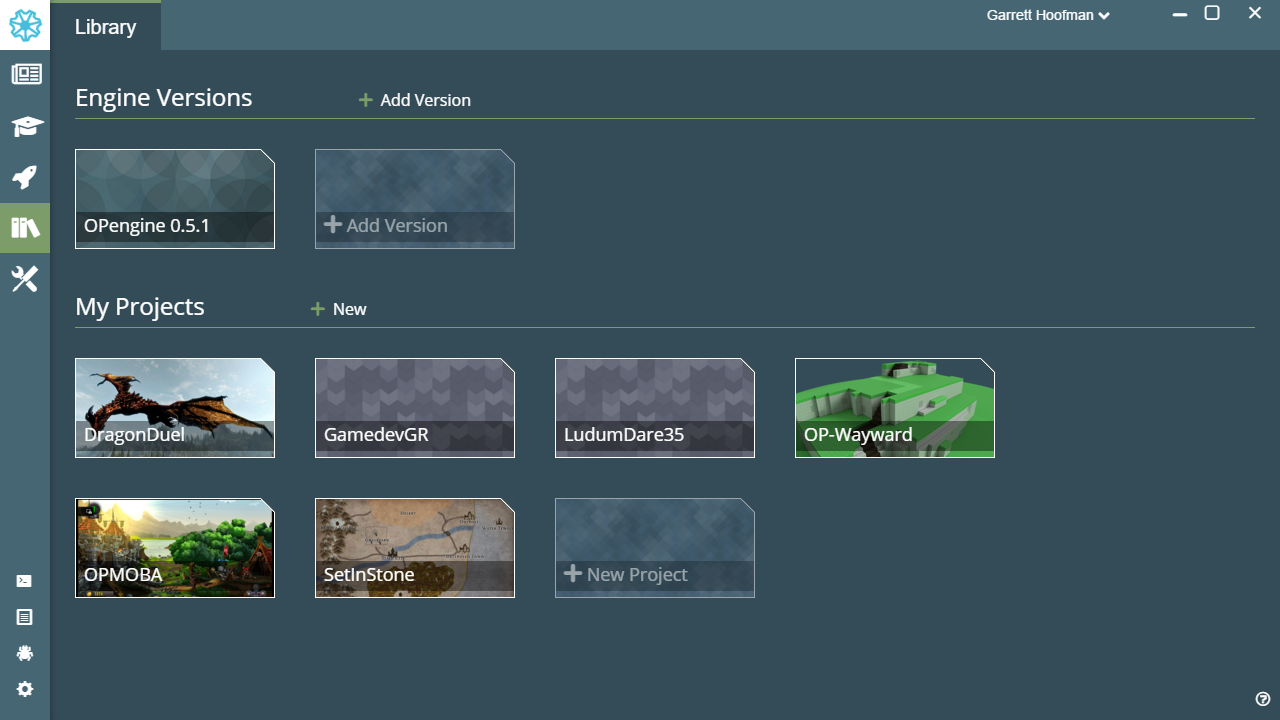 Library
Garrett Hoofman
Engine Versions
Add Version
OPengine 0.5.1
Add Version
My Projects
New
DragonDuel
GamedevGR
LudumDare35
OP-Wayward
OPMOBA
SetInStone
New Project